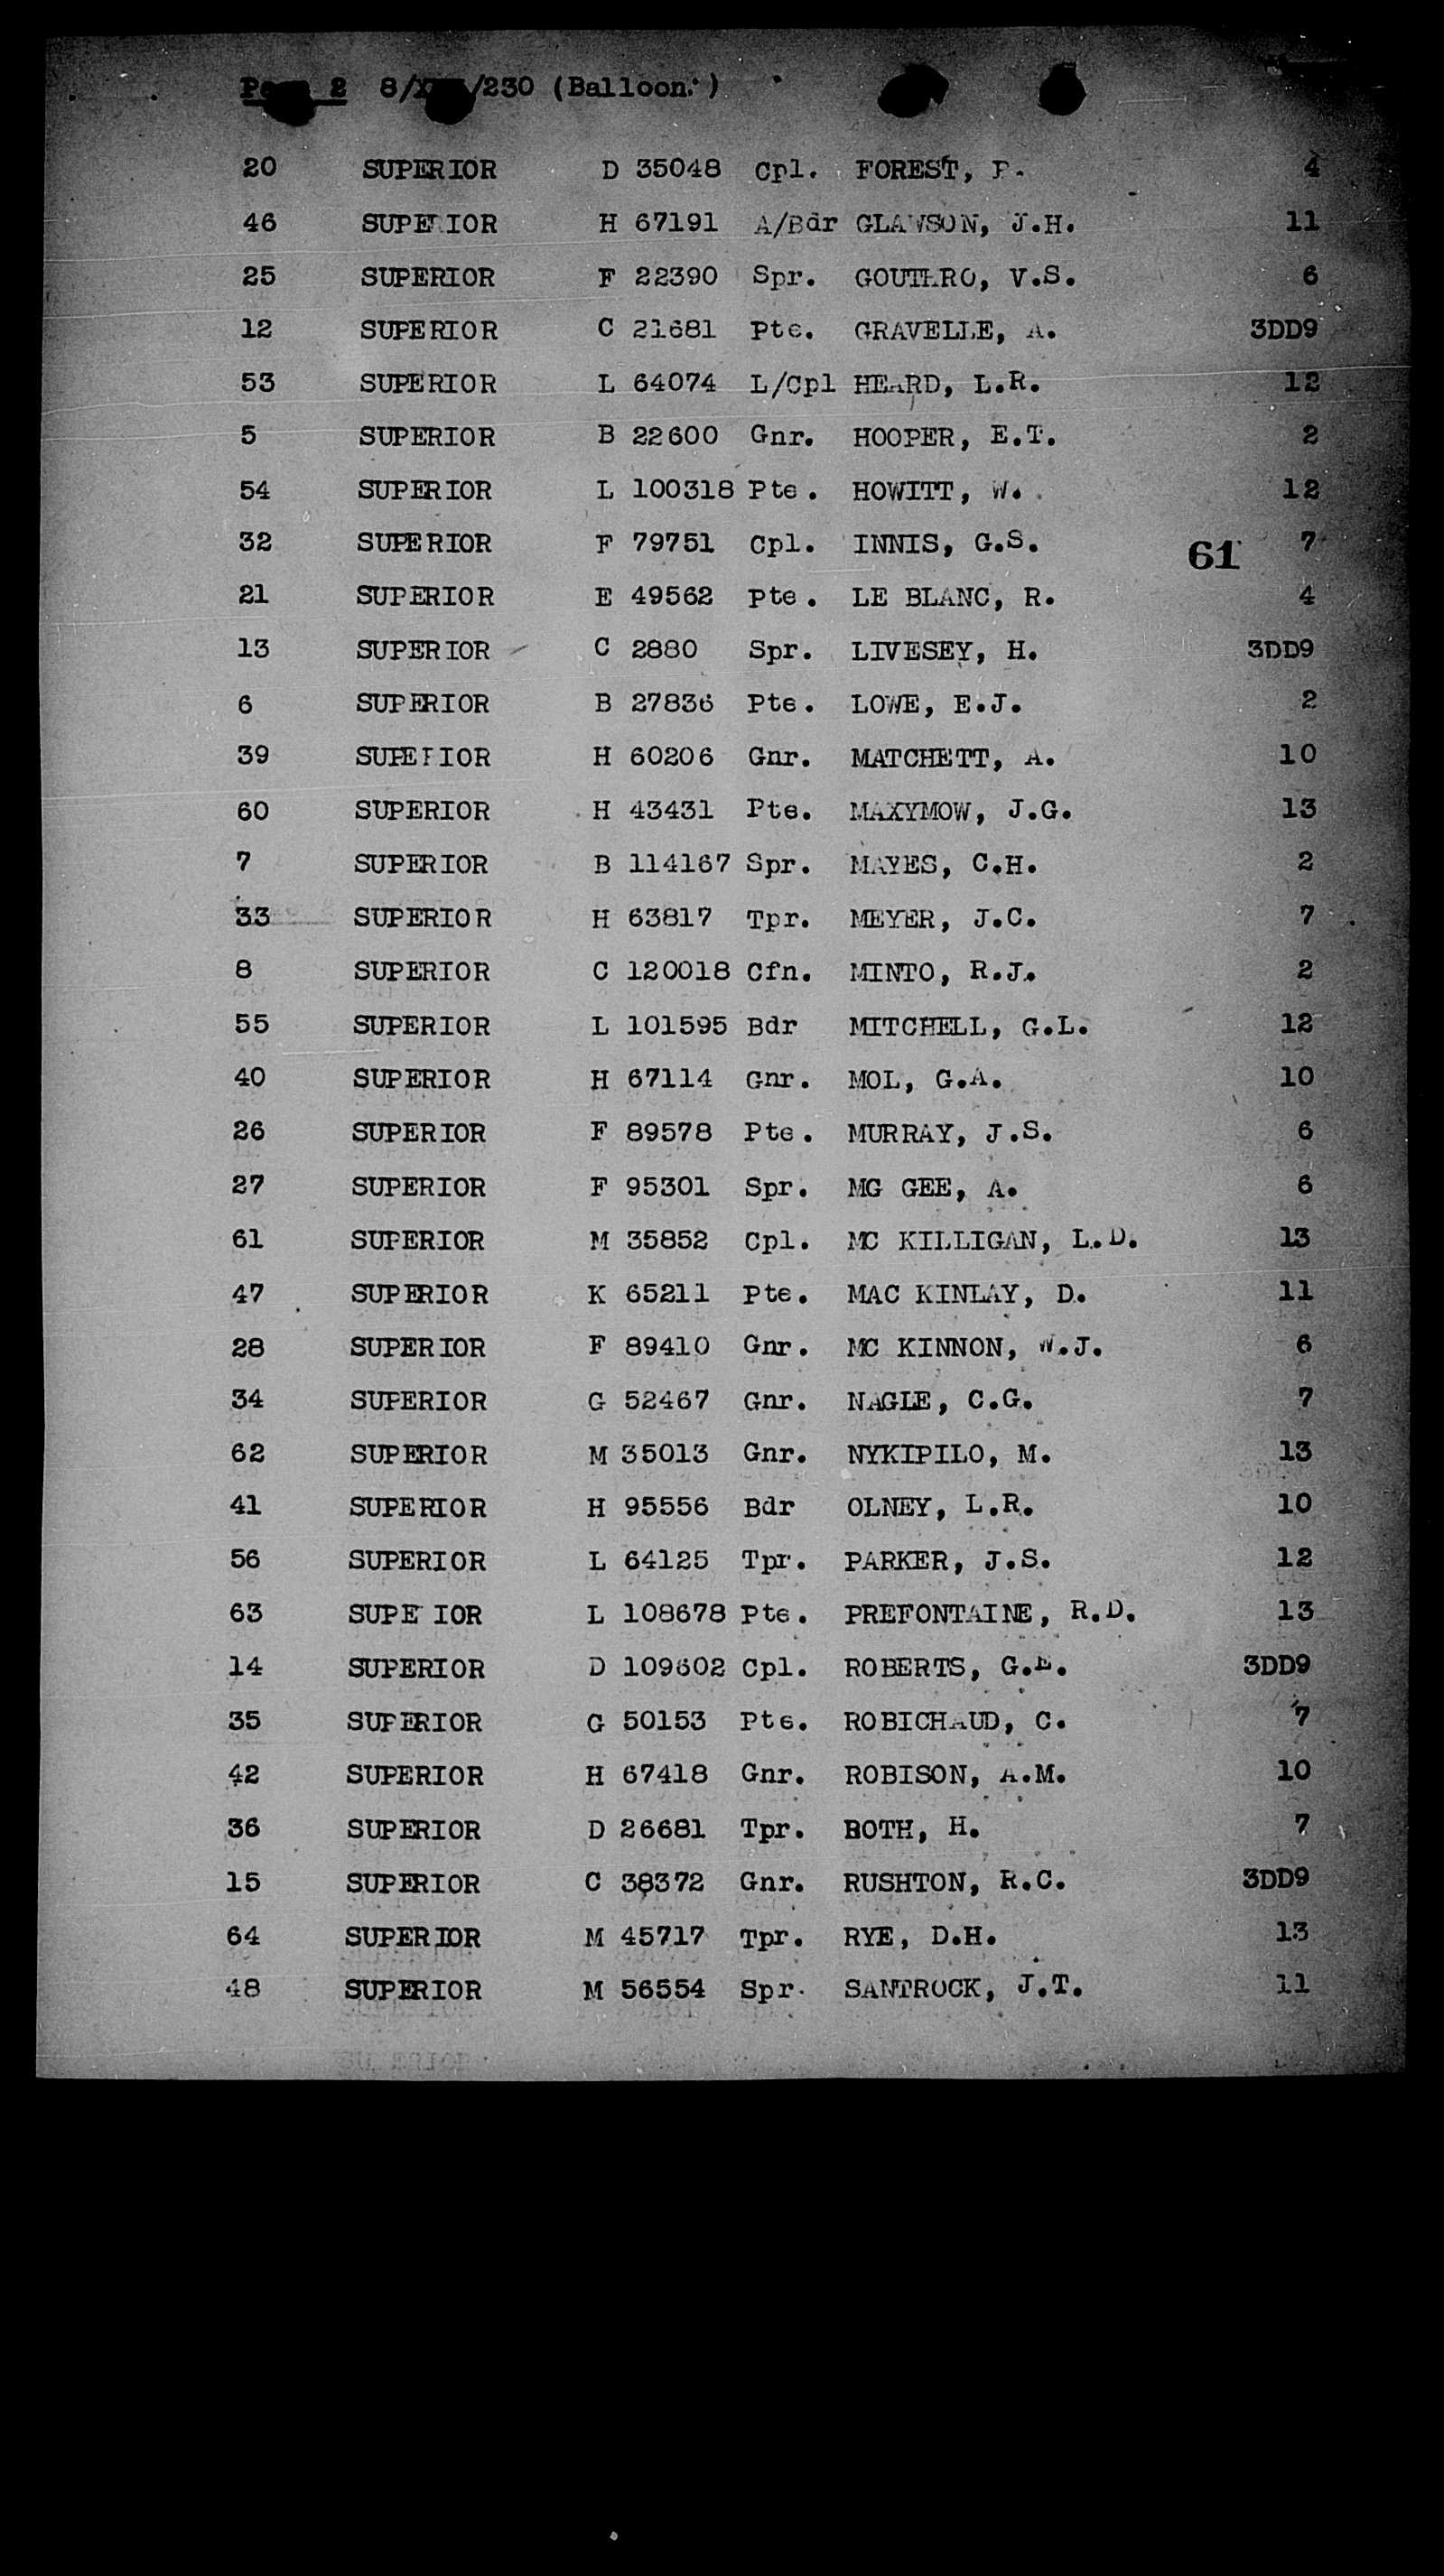 2 8/ /230 (Balloon.)
20 SUPERIOR D 35048 Cpl. FOREST, P. 4
46 SUPERIOR H 67191 A/Bdr GLAWSON, J.H. 11
25 SUPERIOR F 22390 Spr. GOUTERO, V.S. 6
12 SUPERIOR C 21681 Pte. GRAVELLE, A. 3DD9
53 SUPERIOR L 64074 L/Cpl HEARD, L.R. 12
5 SUPERIOR B 22600 Gnr. HOOPER, E.T. 2
54 SUPERIOR L 100318 Pte. HOWITT, W. 12
32 SUPERIOR F 79751 Cpl. INNIS, G.S. 7
61
21 SUPERIOR E 49562 Pte. LE BLANC, R. 4
13 SUPERIOR C 2880 Spr. LIVESEY, H. 3DD9
6 SUPERIOR B 27836 Pte. LOWE, E.J. 2
39 SUPERIOR H 60206 Gnr. MATCHETT, A. 10
60 SUPERIOR H 43431 Pte. MAXYMOW, J.G. 13
7 SUPERIOR B 114167 Spr. MAYES, C.H. 2
33 SUPERIOR H 63817 Tpr. MEYER, J.C. 7
8 SUPERIOR C 120018 Cfn. MINTO, R.J. 2
55 SUPERIOR L 101595 Bdr MITCHELL, G.L. 12
40 SUPERIOR H 67114 Gnr. MOL, G.A. 10
26 SUPERIOR F 89578 Pte. MURRAY, J.S. 6
27 SUPERIOR F 95301 Spr. MG GEE, A. 6
61 SUPERIOR M 35852 Cpl. MC KILLIGAN, L.D. 13
47 SUPERIOR K 65211 Pte. MAC KINLAY, D. 11
28 SUPERIOR F 89410 Gnr. MC KINNON, W.J. 6
34 SUPERIOR G 52467 Gnr. NAGLE, C.G. 7
62 SUPERIOR M 35013 Gnr. NYKIPILO, M. 13
41 SUPERIOR H 95556 Bdr OLNEY, L.R. 10
56 SUPERIOR L 64125 Tpr. PARKER, J.S. 12
63 SUPE IOR L 108678 Pte. PREFONTAINE, R.D. 13
14 SUPERIOR D 109602 Cpl. ROBERTS, G.E. 3DD9
35 SUPERIOR G 50153 Pte. ROBICHAUD, C. 7
42 SUPERIOR H 67418 Gnr. ROBISON, A.M. 10
36 SUPERIOR D 26681 Tpr. BOTH, H. 7
15 SUPERIOR C 38372 Gnr. RUSHTON, R.C. 3DD9
64 SUPERIOR M 45717 Tpr. RYE, D.H. 13
48 SUPERIOR M 56554 Spr. SANTROCK, J.T. 11